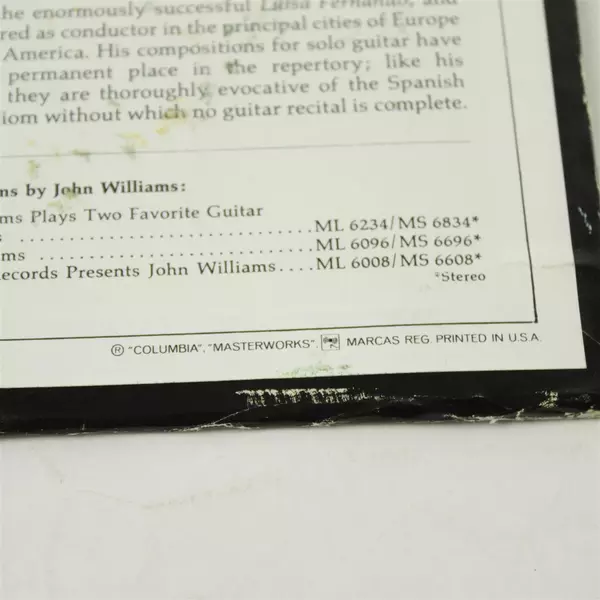 he enormously successful Luisa Fernanda, and
red as conductor in the principal cities of Europe
America. His compositions for solo guitar have
permanent place in the repertory; like his
they are thoroughly evocative of the Spanish
iom without which no guitar recital is complete.
ns by John Williams:
ms Plays Two Favorite Guitar
s ................................ML 6234/MS 6834*
ms ................................ML 6096/MS 6696*
ecords Presents John Williams....ML 6008/MS 6608*
*Stereo
® "COLUMBIA", "MASTERWORKS", MARCAS REG. PRINTED IN U.S.A.